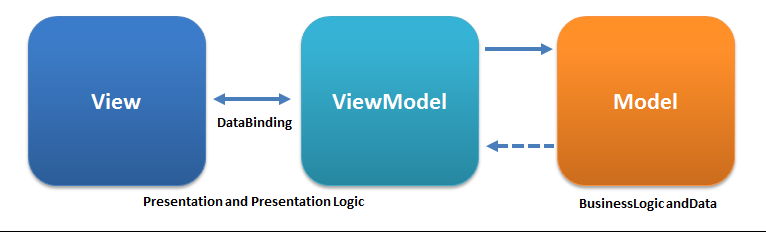 View
ViewModel
Model
DataBinding
Presentation and Presentation Logic
BusinessLogic andData